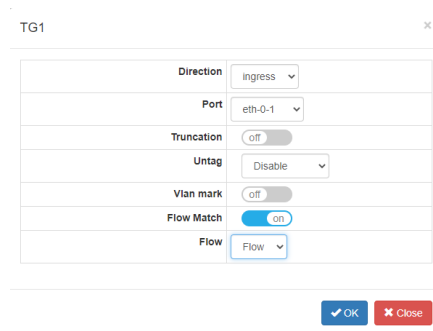 TG1 ×
Direction ingress
Port eth-0-1
Truncation off
Untag Disable
Vlan mark off
Flow Match on
Flow Flow
OK Close